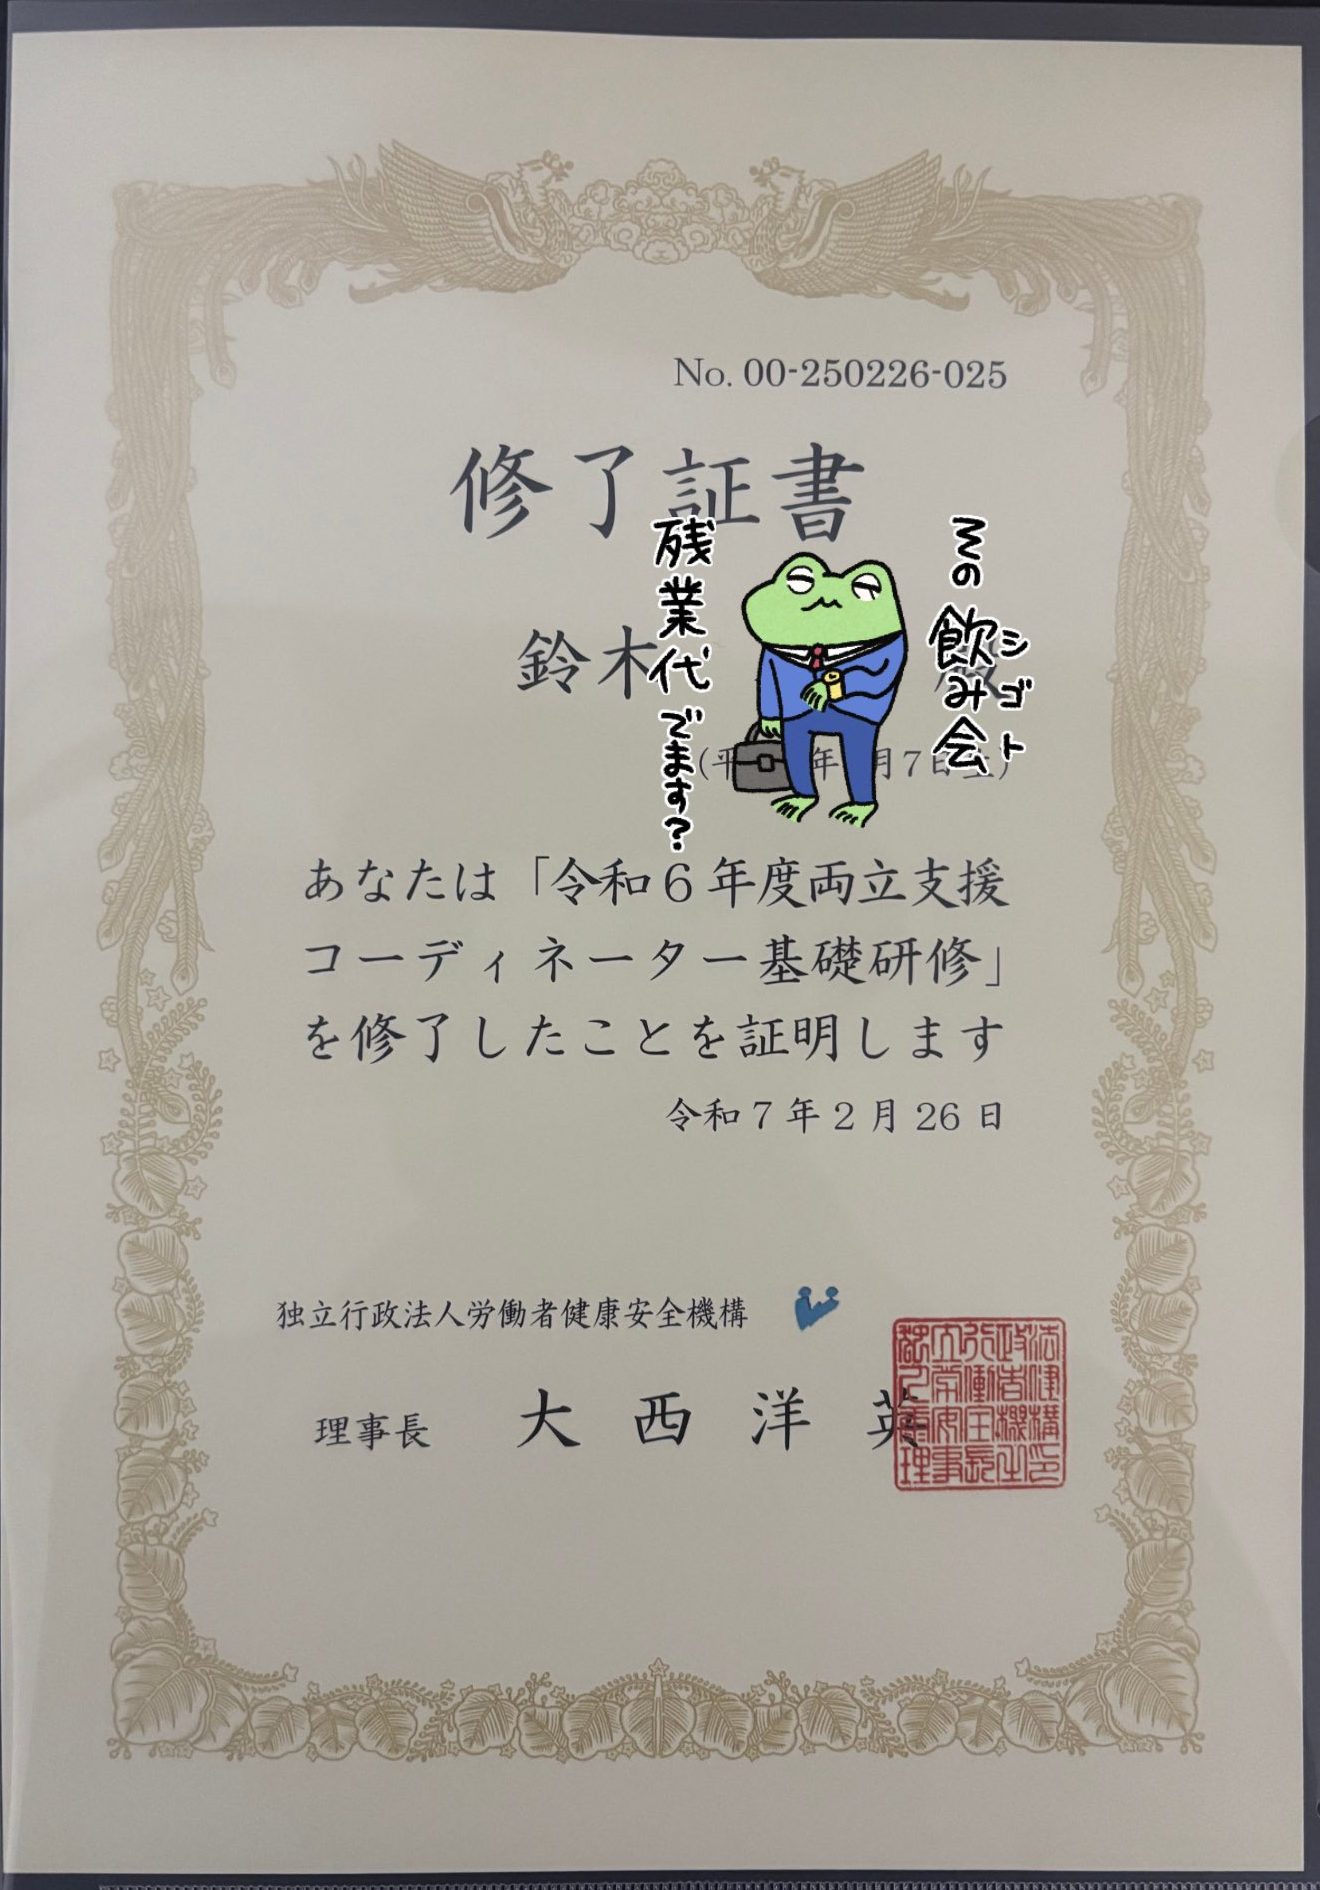 No. 00-250226-025
修了証書
鈴木
その飲み会
シゴト
残業代でます?
年 月7日
あなたは「令和6年度両立支援
コーディネーター基礎研修」
を修了したことを証明します
令和7年2月26日
独立行政法人労働者健康安全機構
理事長 大西洋英